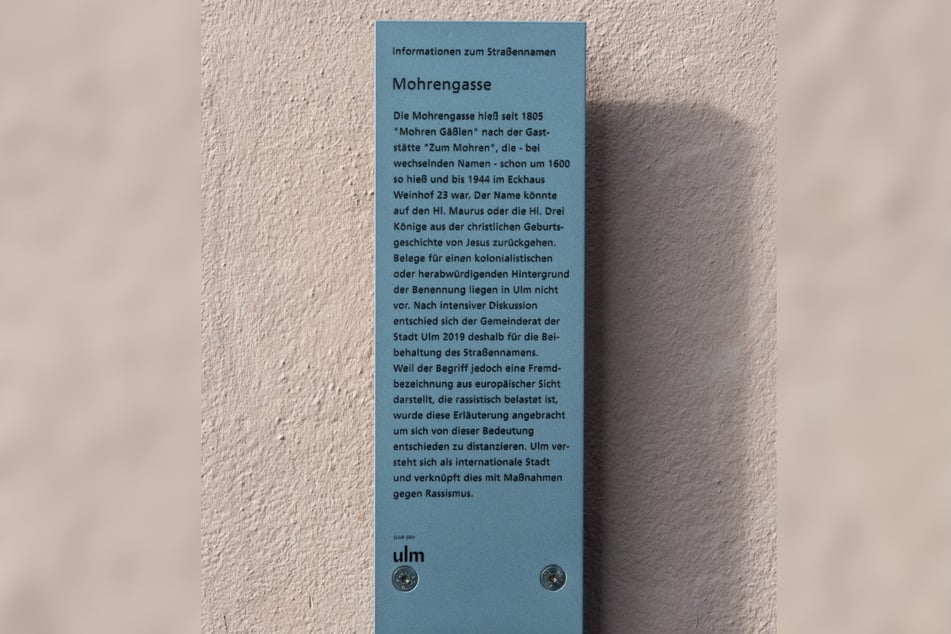 Informationen zum Straßennamen
Mohrengasse
Die Mohrengasse hieß seit 1805
"Mohren Gäßlen" nach der Gast-
stätte "Zum Mohren", die - bei
wechselnden Namen - schon um 1600
so hieß und bis 1944 im Eckhaus
Weinhof 23 war. Der Name könnte
auf den Hl. Maurus oder die Hl. Drei
Könige aus der christlichen Geburts-
geschichte von Jesus zurückgehen.
Belege für einen kolonialistischen
oder herabwürdigenden Hintergrund
der Benennung liegen in Ulm nicht
vor. Nach intensiver Diskussion
entschied sich der Gemeinderat der
Stadt Ulm 2019 deshalb für die Bei-
behaltung des Straßennamens.
Weil der Begriff jedoch eine Fremd-
bezeichnung aus europäischer Sicht
darstellt, die rassistisch belastet ist,
wurde diese Erläuterung angebracht
um sich von dieser Bedeutung
entschieden zu distanzieren. Ulm ver-
steht sich als internationale Stadt
und verknüpft dies mit Maßnahmen
gegen Rassismus.
ulm